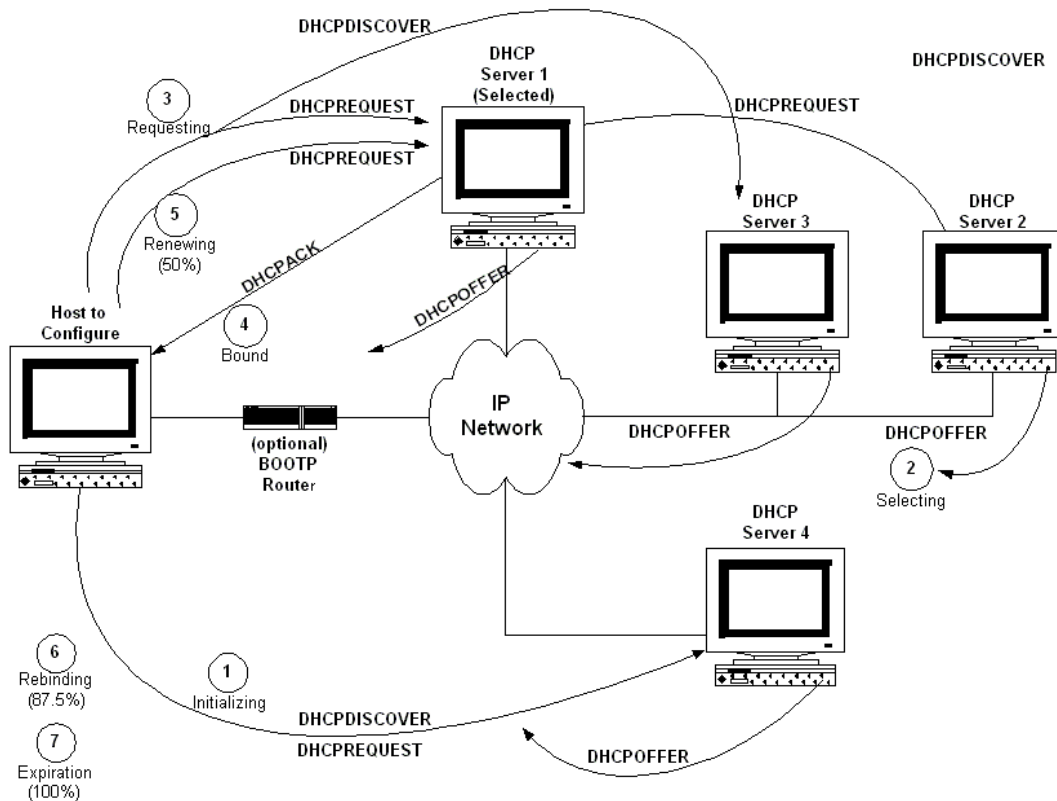 DHCPDISCOVER
DHCP
Server 1
(Selected)
DHCPDISCOVER
3
Requesting
DHCPREQUEST
DHCPREQUEST
DHCPREQUEST
5
Renewing
(50%)
DHCP
Server 3
DHCP
Server 2
DHCPACK
DHCPOFFER
4
Bound
Host to
Configure
IP
Network
(optional)
BOOTP
Router
DHCPOFFER
DHCPOFFER
2
Selecting
DHCP
Server 4
6
Rebinding
(87.5%)
1
Initializing
DHCPDISCOVER
DHCPREQUEST
DHCPOFFER
7
Expiration
(100%)